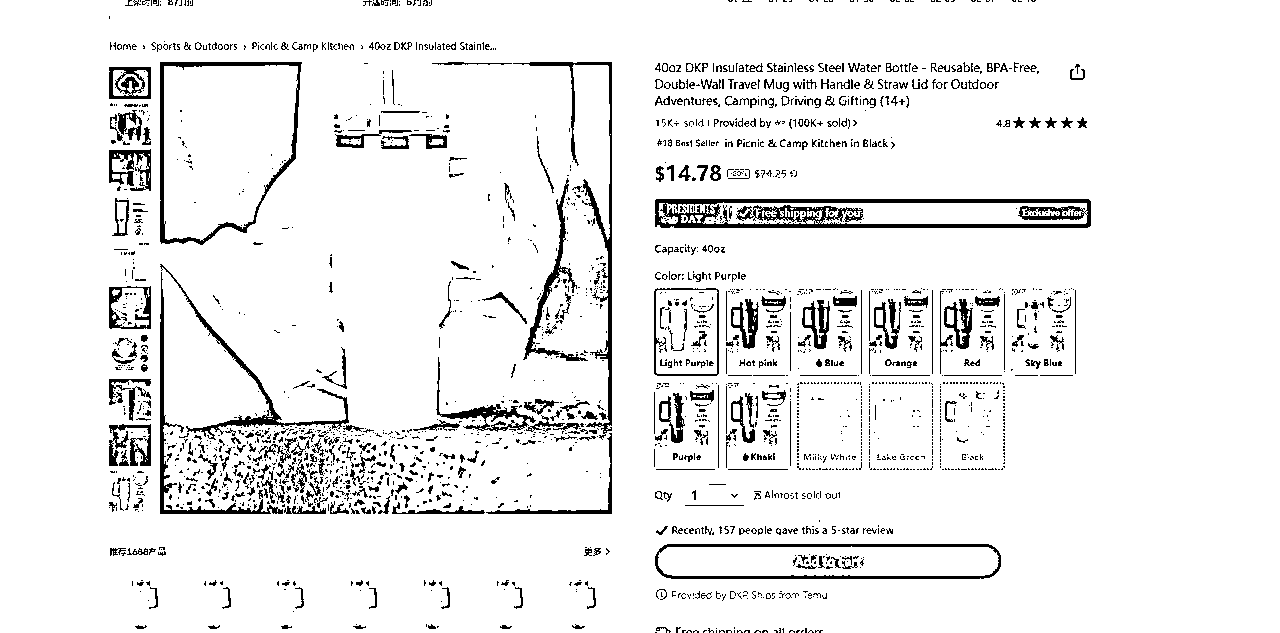 Home › Sports & Outdoors › Picnic & Camp Kitchen › 40oz DKP Insulated Stainle...
40oz DKP Insulated Stainless Steel Water Bottle - Reusable, BPA-Free,
Double-Wall Travel Mug with Handle & Straw Lid for Outdoor
Adventures, Camping, Driving & Gifting (14+)
15K+ sold | Provided by (100K+ sold) >
4.8 ★★★★★
#18 Best Seller in Picnic & Camp Kitchen in Black >
$14.78 -80% $74.25
PRESIDENTS' DAY ✓ Free shipping for you Exclusive offer
Capacity: 40oz
Color: Light Purple
Light Purple
Hot pink
Blue
Orange
Red
Sky Blue
Purple
Khaki
Milky White
Lake Green
Black
Qty 1 Almost sold out
✓ Recently, 157 people gave this a 5-star review
Add to cart
Provided by DKP, Ships from Temu
Free shipping on all orders
推荐1688产品
更多 >